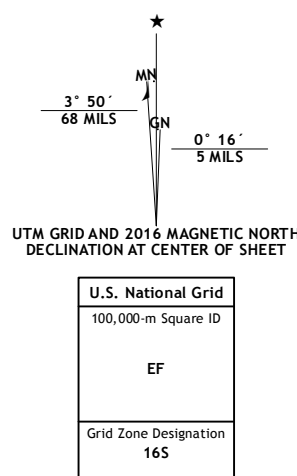 MN
3° 50´
68 MILS
GN
0° 16´
5 MILS
UTM GRID AND 2016 MAGNETIC NORTH
DECLINATION AT CENTER OF SHEET
U.S. National Grid
100,000-m Square ID
EF
Grid Zone Designation
16S